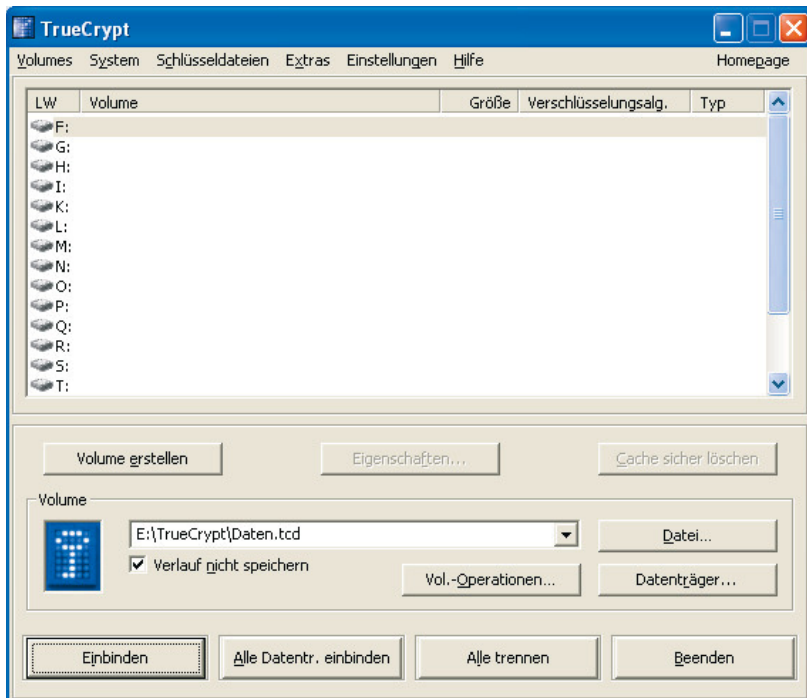 TrueCrypt
Volumes System Schlüsseldateien Extras Einstellungen Hilfe Homepage
LW Volume Größe Verschlüsselungsalg. Typ
F:
G:
H:
I:
K:
L:
M:
N:
O:
P:
Q:
R:
S:
T:
Volume erstellen Eigenschaften... Cache sicher löschen
Volume
E:\TrueCrypt\Daten.tcd Datei...
Verlauf nicht speichern
Vol.-Operationen... Datenträger...
Einbinden Alle Datentr. einbinden Alle trennen Beenden